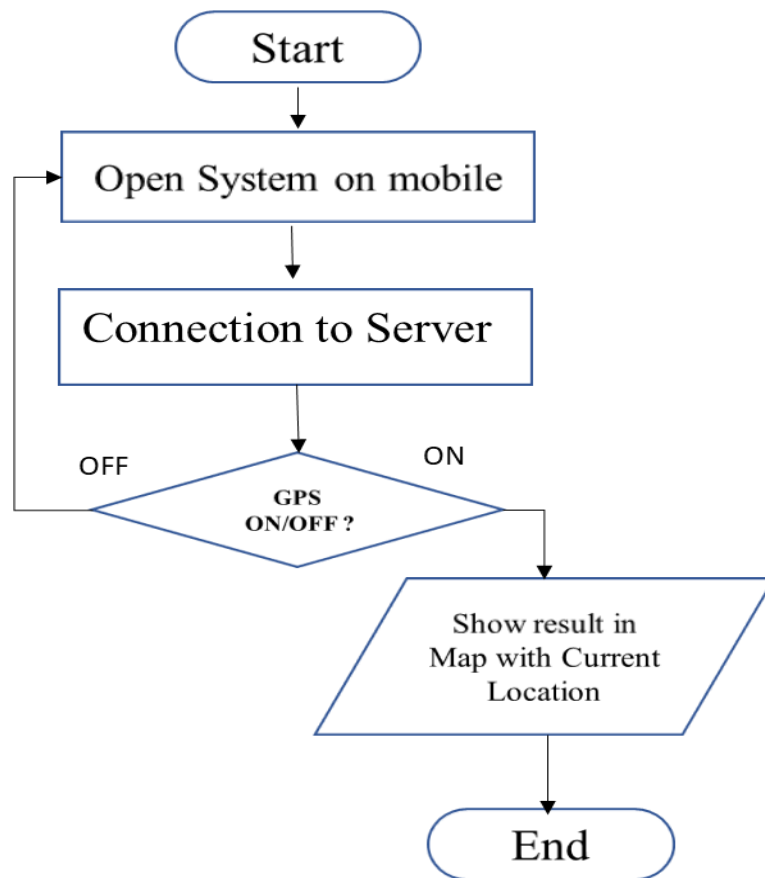 Start
Open System on mobile
Connection to Server
OFF
ON
GPS
ON/OFF ?
Show result in
Map with Current
Location
End